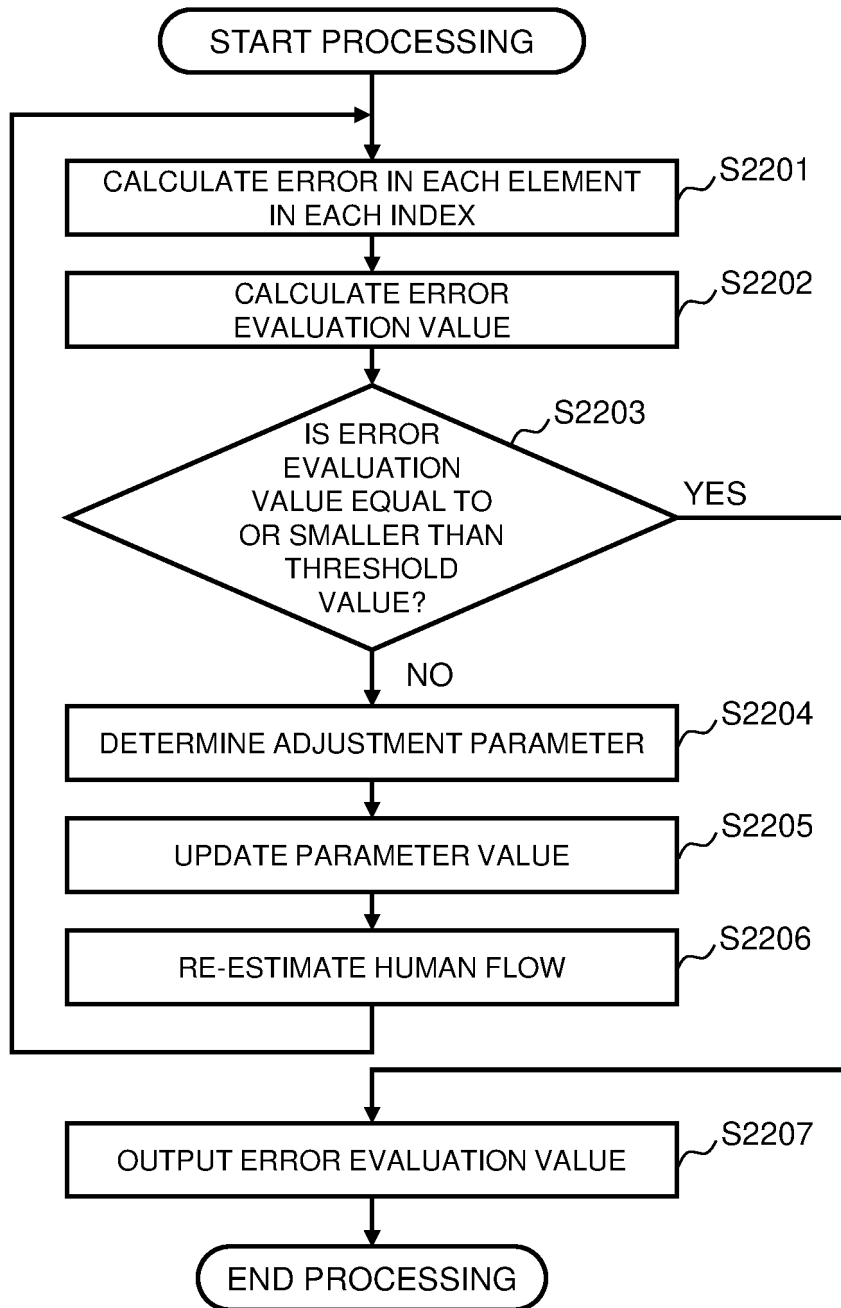 START PROCESSING
CALCULATE ERROR IN EACH ELEMENT
IN EACH INDEX
S2201
CALCULATE ERROR
EVALUATION VALUE
S2202
IS ERROR
EVALUATION
VALUE EQUAL TO
OR SMALLER THAN
THRESHOLD
VALUE?
S2203
YES
NO
DETERMINE ADJUSTMENT PARAMETER
S2204
UPDATE PARAMETER VALUE
S2205
RE-ESTIMATE HUMAN FLOW
S2206
OUTPUT ERROR EVALUATION VALUE
S2207
END PROCESSING